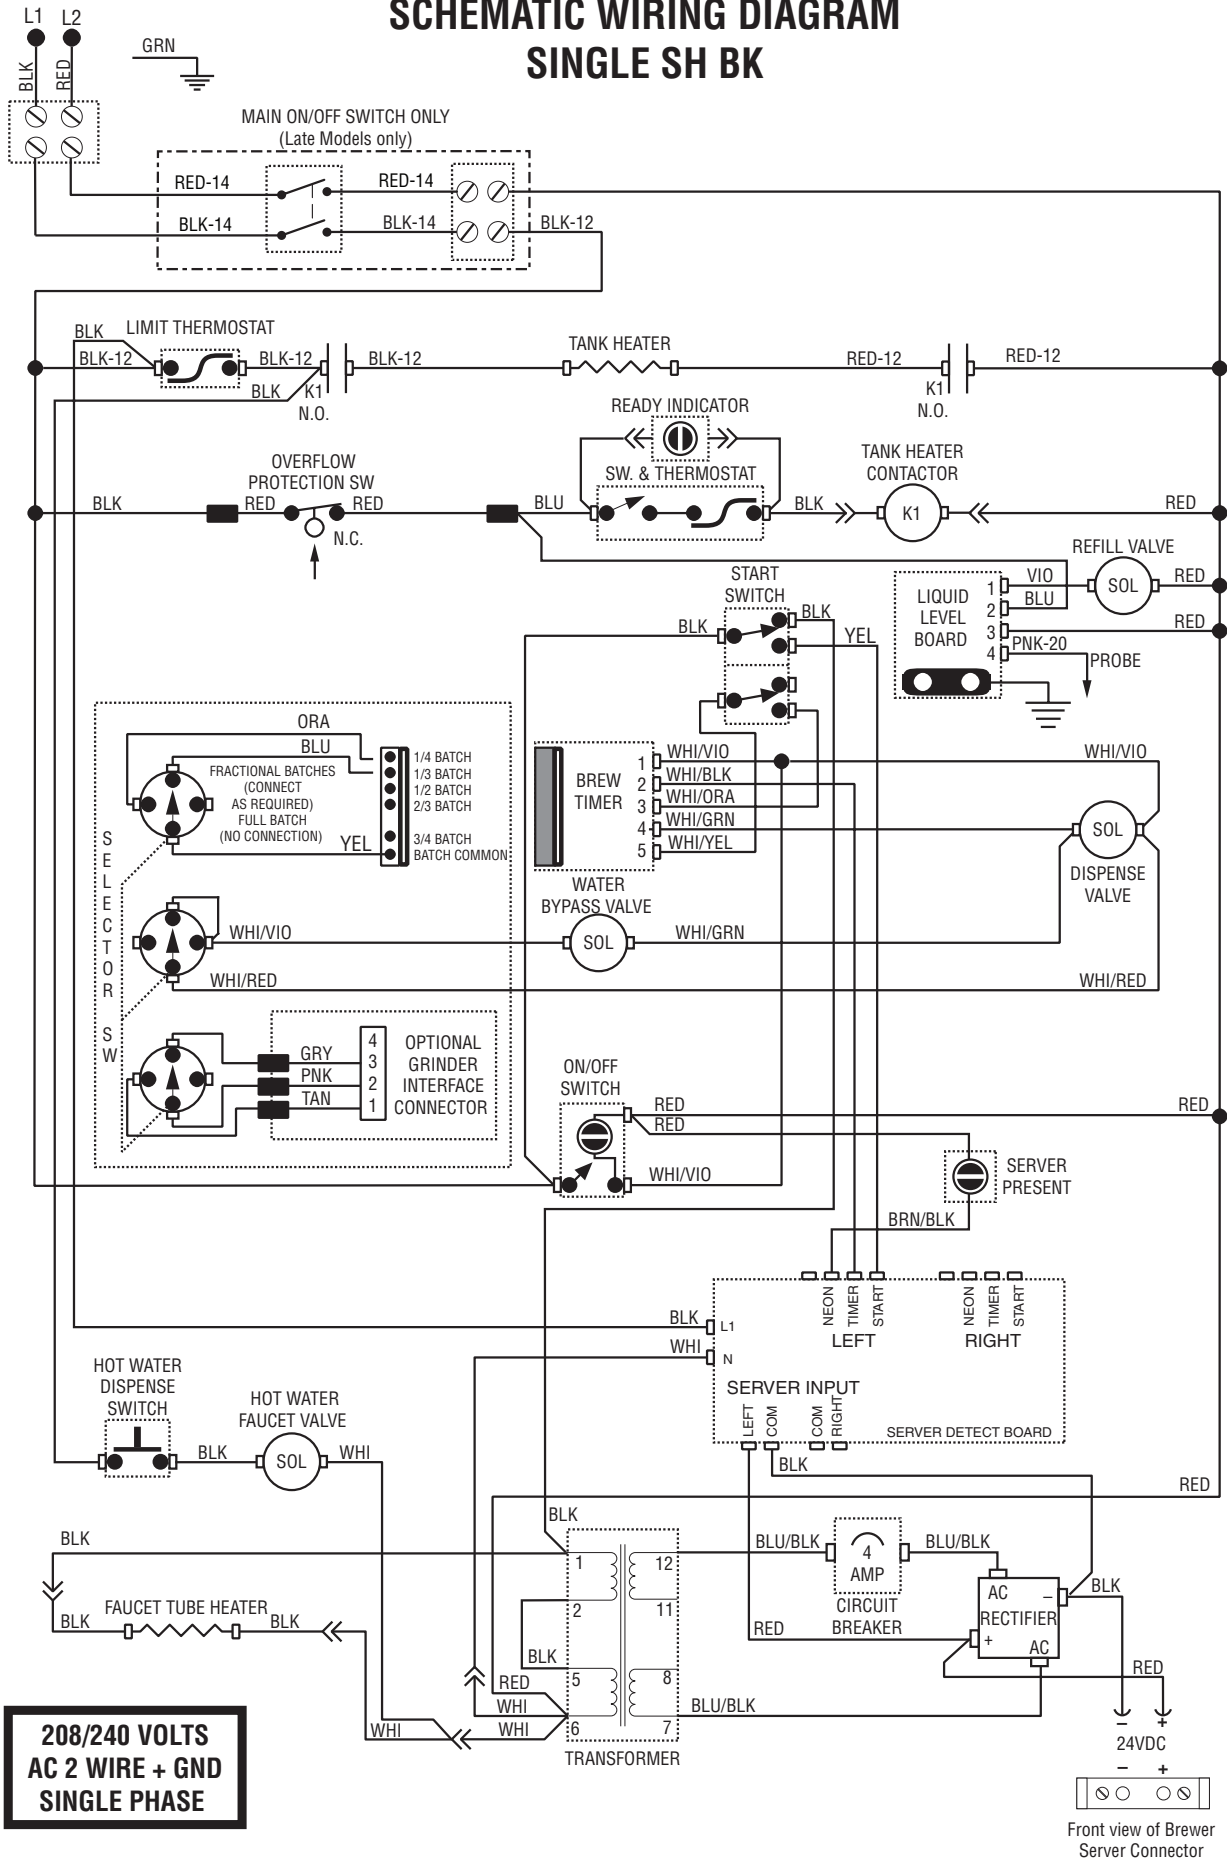 SCHEMATIC WIRING DIAGRAM
SINGLE SH BK
L1 L2
GRN
BLK
RED
MAIN ON/OFF SWITCH ONLY
(Late Models only)
RED-14 RED-14
BLK-14 BLK-14 BLK-12
BLK
LIMIT THERMOSTAT
BLK-12 BLK-12 BLK-12
TANK HEATER
RED-12 RED-12
BLK
K1
N.O.
K1
N.O.
READY INDICATOR
OVERFLOW
PROTECTION SW
SW. & THERMOSTAT
TANK HEATER
CONTACTOR
BLK RED RED BLU BLK K1 RED
N.C.
REFILL VALVE
START
SWITCH
LIQUID
LEVEL
BOARD
1 VIO SOL RED
2 BLU
3 RED
4 PNK-20
PROBE
BLK BLK
YEL
ORA
BLU
FRACTIONAL BATCHES
(CONNECT
AS REQUIRED)
FULL BATCH
(NO CONNECTION)
YEL
1/4 BATCH
1/3 BATCH
1/2 BATCH
2/3 BATCH
3/4 BATCH
BATCH COMMON
SELECTOR SW
BREW
TIMER
1 WHI/VIO WHI/VIO
2 WHI/BLK
3 WHI/ORA
4 WHI/GRN
5 WHI/YEL
SOL
DISPENSE
VALVE
WATER
BYPASS VALVE
WHI/VIO SOL WHI/GRN
WHI/RED WHI/RED
4
3
2
1
GRY
PNK
TAN
OPTIONAL
GRINDER
INTERFACE
CONNECTOR
ON/OFF
SWITCH
RED RED
RED
WHI/VIO
SERVER
PRESENT
BRN/BLK
NEON
TIMER
START
LEFT
NEON
TIMER
START
RIGHT
BLK L1
WHI N
SERVER INPUT
LEFT
COM
COM
RIGHT
SERVER DETECT BOARD
HOT WATER
DISPENSE
SWITCH
HOT WATER
FAUCET VALVE
BLK SOL WHI
BLK
RED
BLK
BLK
1
2
5
6
12
11
8
7
TRANSFORMER
BLK
RED
WHI
WHI
WHI
BLU/BLK
4
AMP
CIRCUIT
BREAKER
BLU/BLK
BLU/BLK
RED
AC
–
RECTIFIER
+
AC
BLK
RED
BLK
FAUCET TUBE HEATER
BLK
– +
24VDC
– +
Front view of Brewer
Server Connector
208/240 VOLTS
AC 2 WIRE + GND
SINGLE PHASE